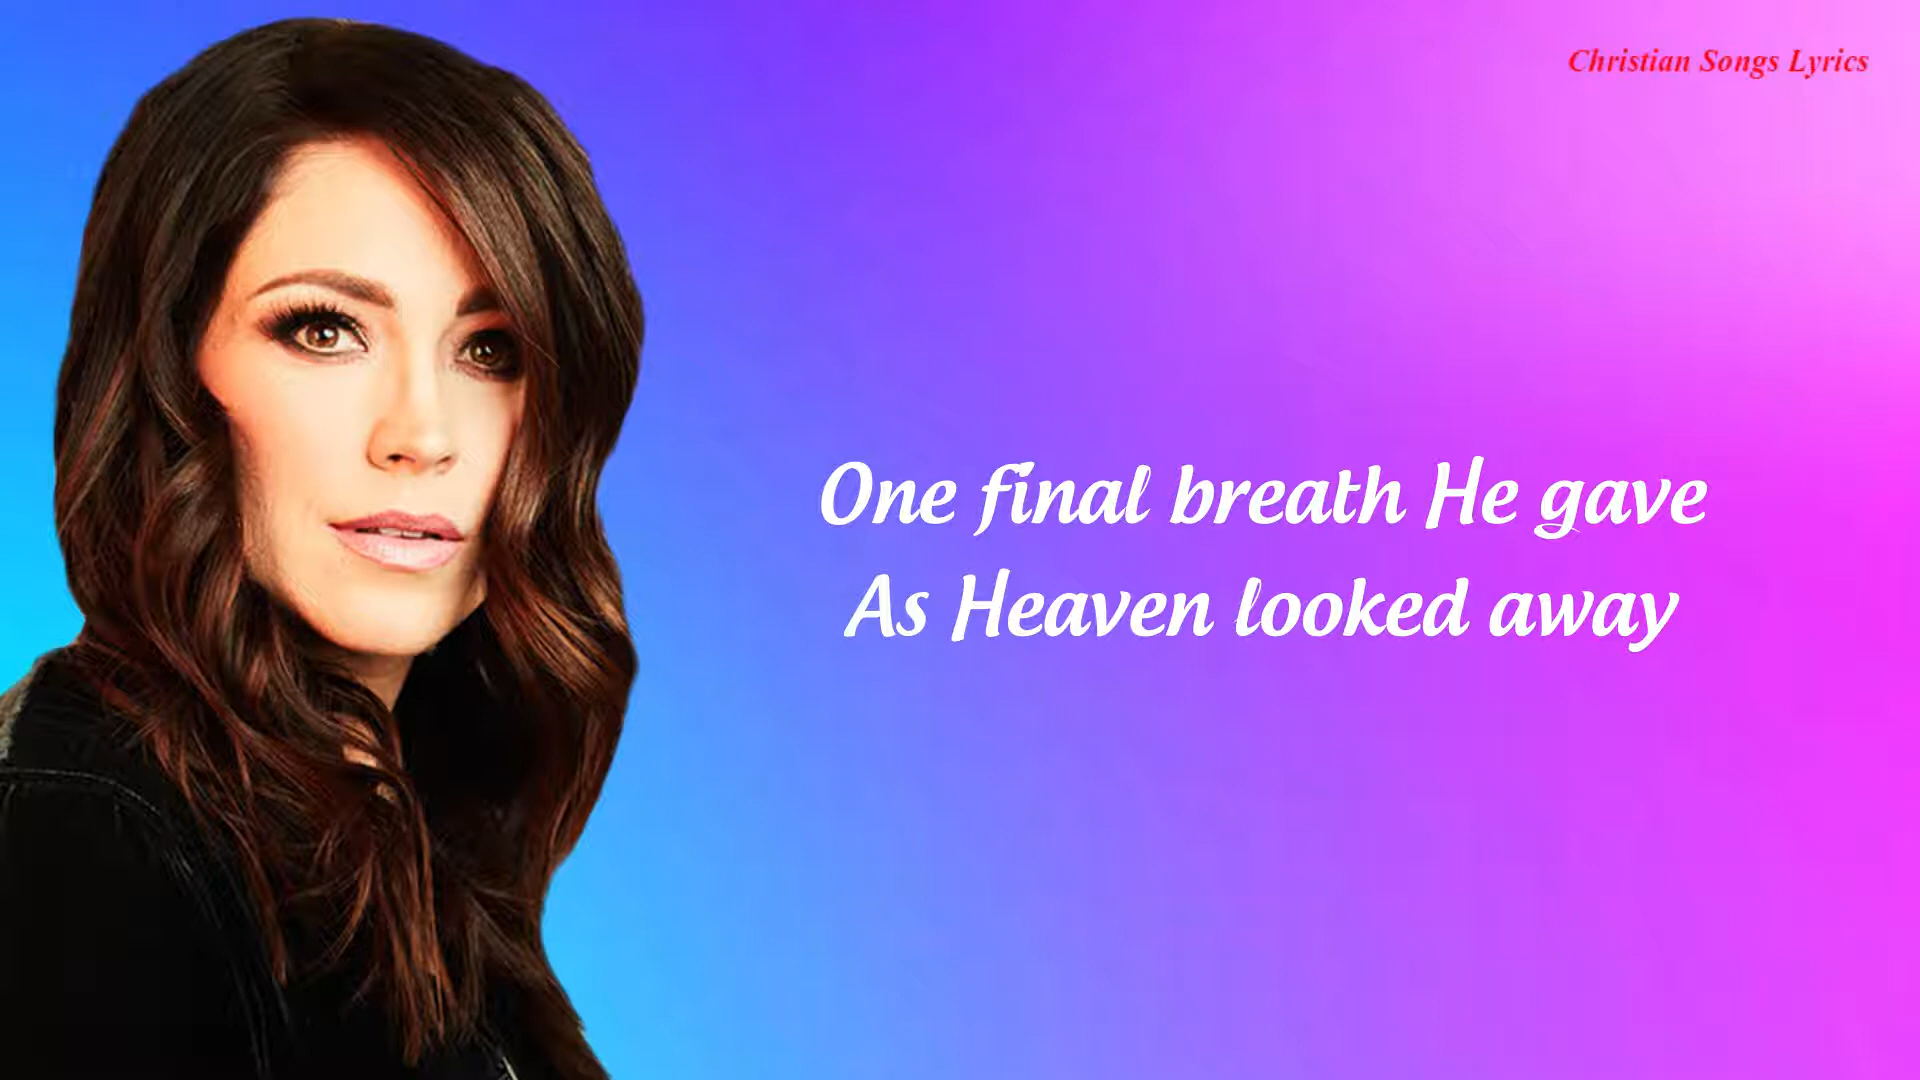 Christian Songs Lyrics
One final breath He gave
As Heaven looked away